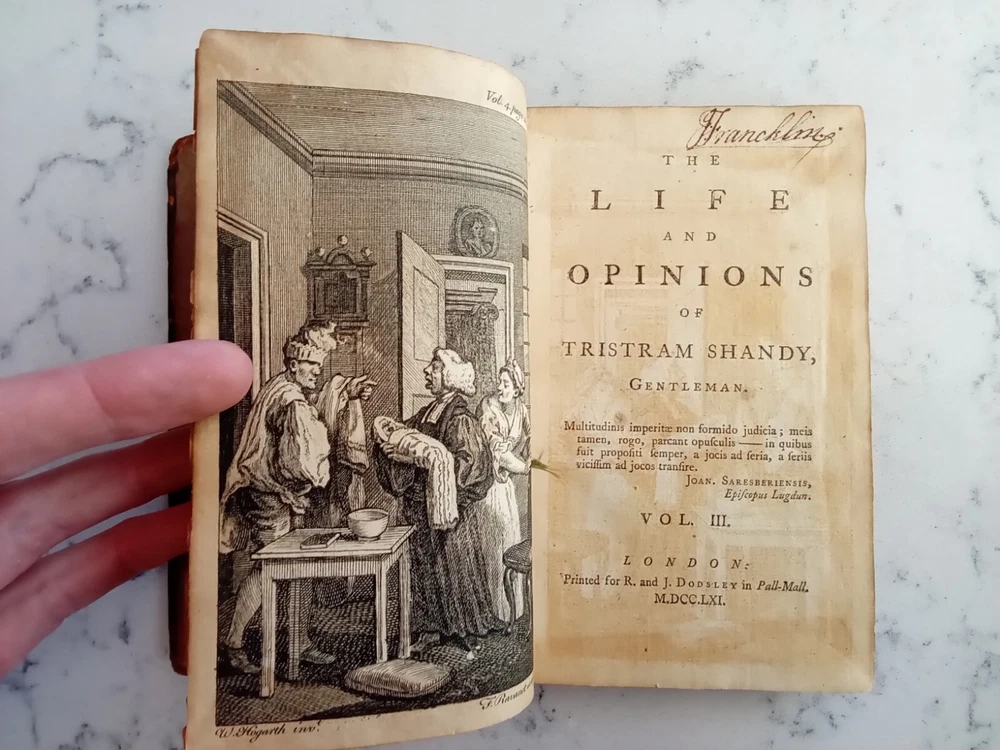 Vol. 4. page
W. Hogarth inv.ᵗ
F. Ravenet
Francklin
THE
LIFE
AND
OPINIONS
OF
TRISTRAM SHANDY,
GENTLEMAN.
Multitudinis imperitæ non formido judicia; meis
tamen, rogo, parcant opuſculis —— in quibus
fuit propoſiti ſemper, a jocis ad ſeria, a ſeriis
viciſſim ad jocos tranſire.
JOAN. SARESBERIENSIS,
Epiſcopus Lugdun.
VOL. III.
LONDON:
Printed for R. and J. DODSLEY in Pall-Mall.
M.DCC.LXI.